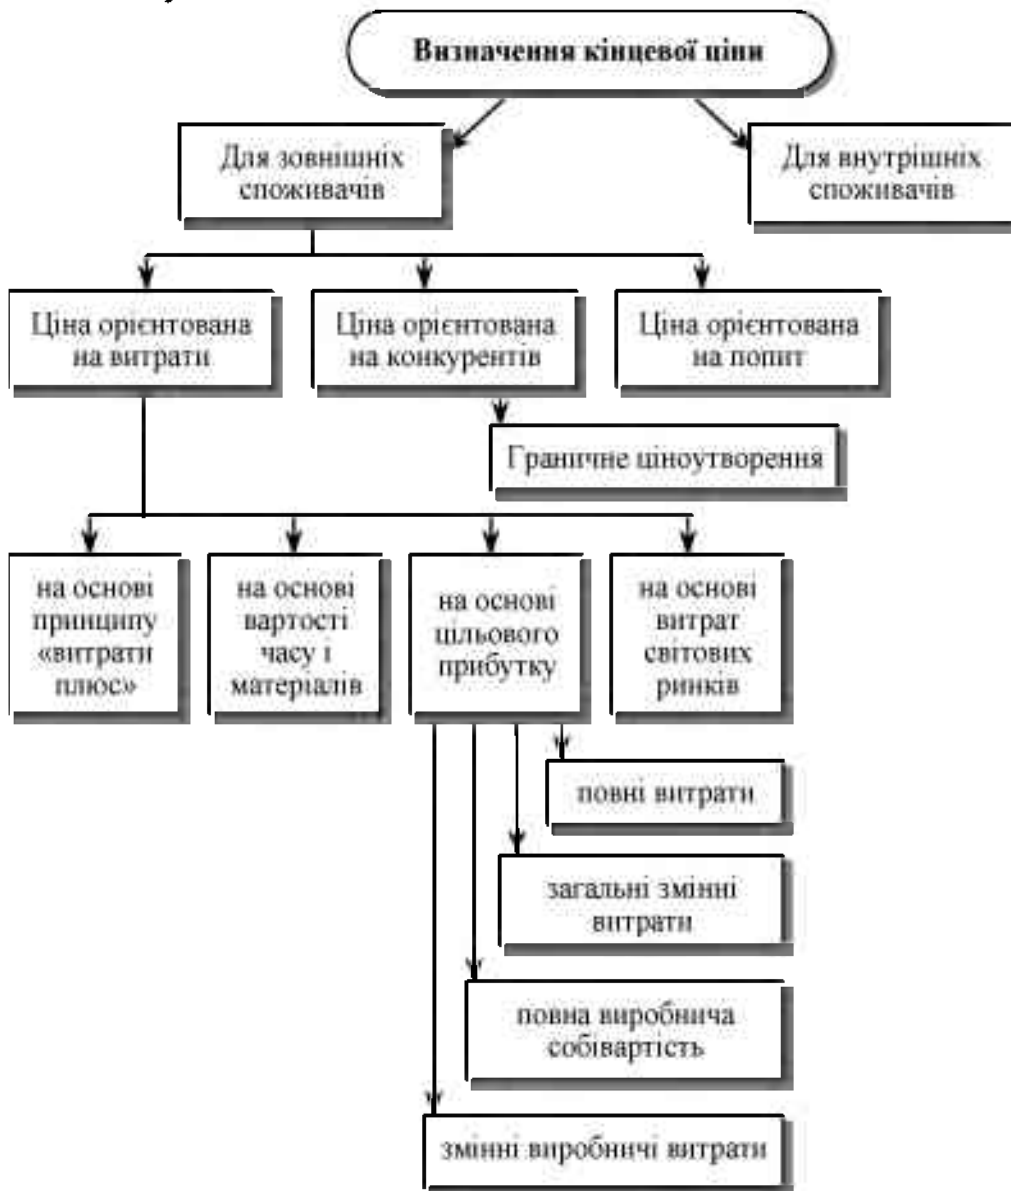 Визначення кінцевої ціни
Для зовнішніх
споживачів
Для внутрішніх
споживачів
Ціна орієнтована
на витрати
Ціна орієнтована
на конкурентів
Ціна орієнтована
на попит
Граничне ціноутворення
на основі
принципу
«витрати
плюс»
на основі
вартості
часу і
матеріалів
на основі
цільового
прибутку
на основі
витрат
світових
ринків
повні витрати
загальні змінні
витрати
повна виробнича
собівартість
змінні виробничі витрати